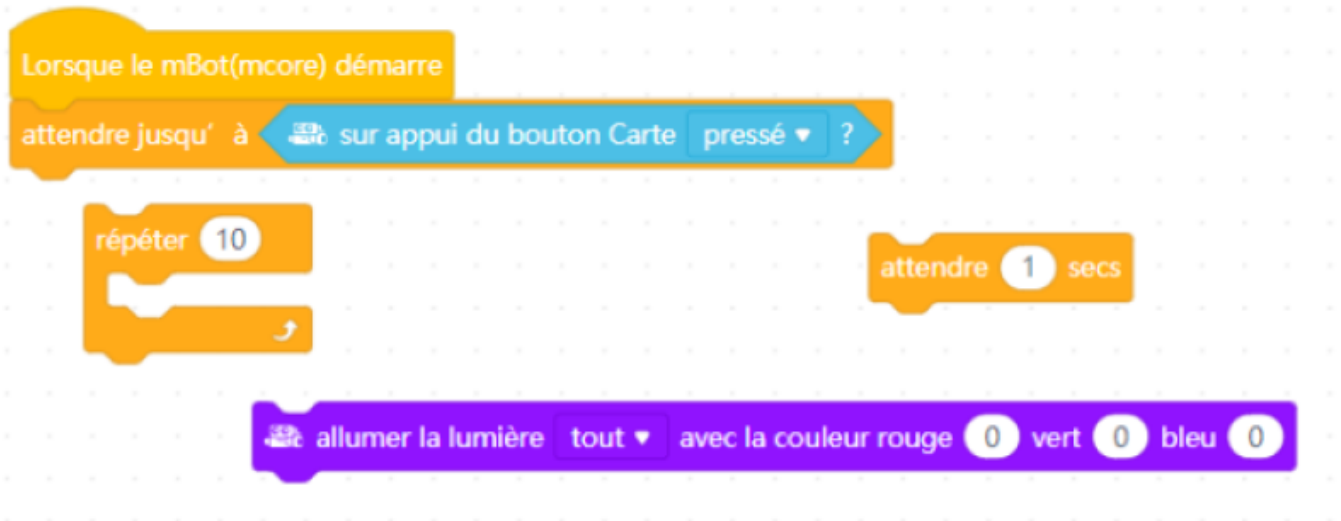 Lorsque le mBot(mcore) démarre
attendre jusqu' à sur appui du bouton Carte pressé ▾ ?
répéter 10
attendre 1 secs
allumer la lumière tout ▾ avec la couleur rouge 0 vert 0 bleu 0